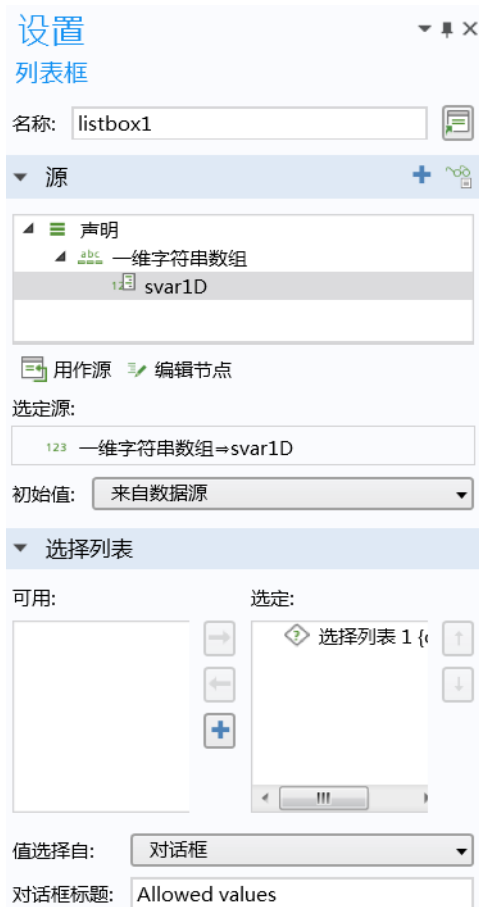 设置
列表框
名称: listbox1
源
声明
abc 一维字符串数组
svar1D
用作源 编辑节点
选定源:
123 一维字符串数组⇒svar1D
初始值: 来自数据源
选择列表
可用: 选定:
选择列表 1
值选择自: 对话框
对话框标题: Allowed values